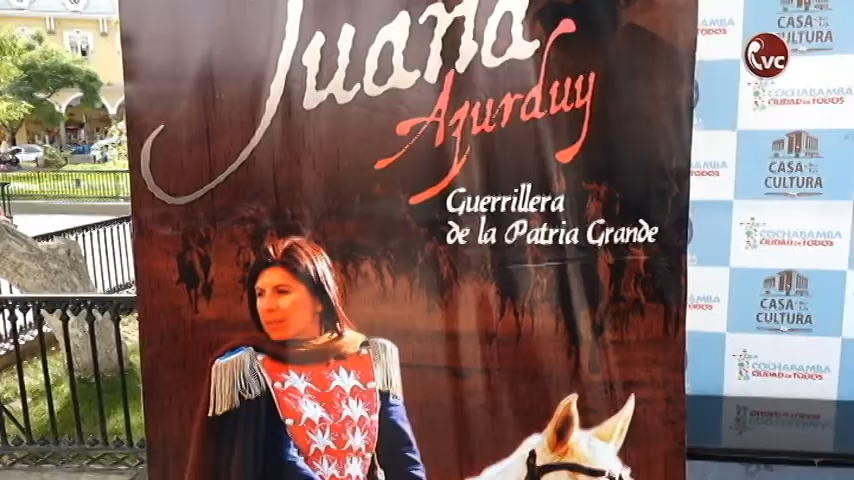 Juana
Azurduy
Guerrillera
de la Patria Grande
VC
CASA DE LA
CULTURA
COCHABAMBA
CIUDAD DE TODOS
CASA DE LA
CULTURA
COCHABAMBA
CIUDAD DE TODOS
CASA DE LA
CULTURA
COCHABAMBA
CIUDAD DE TODOS